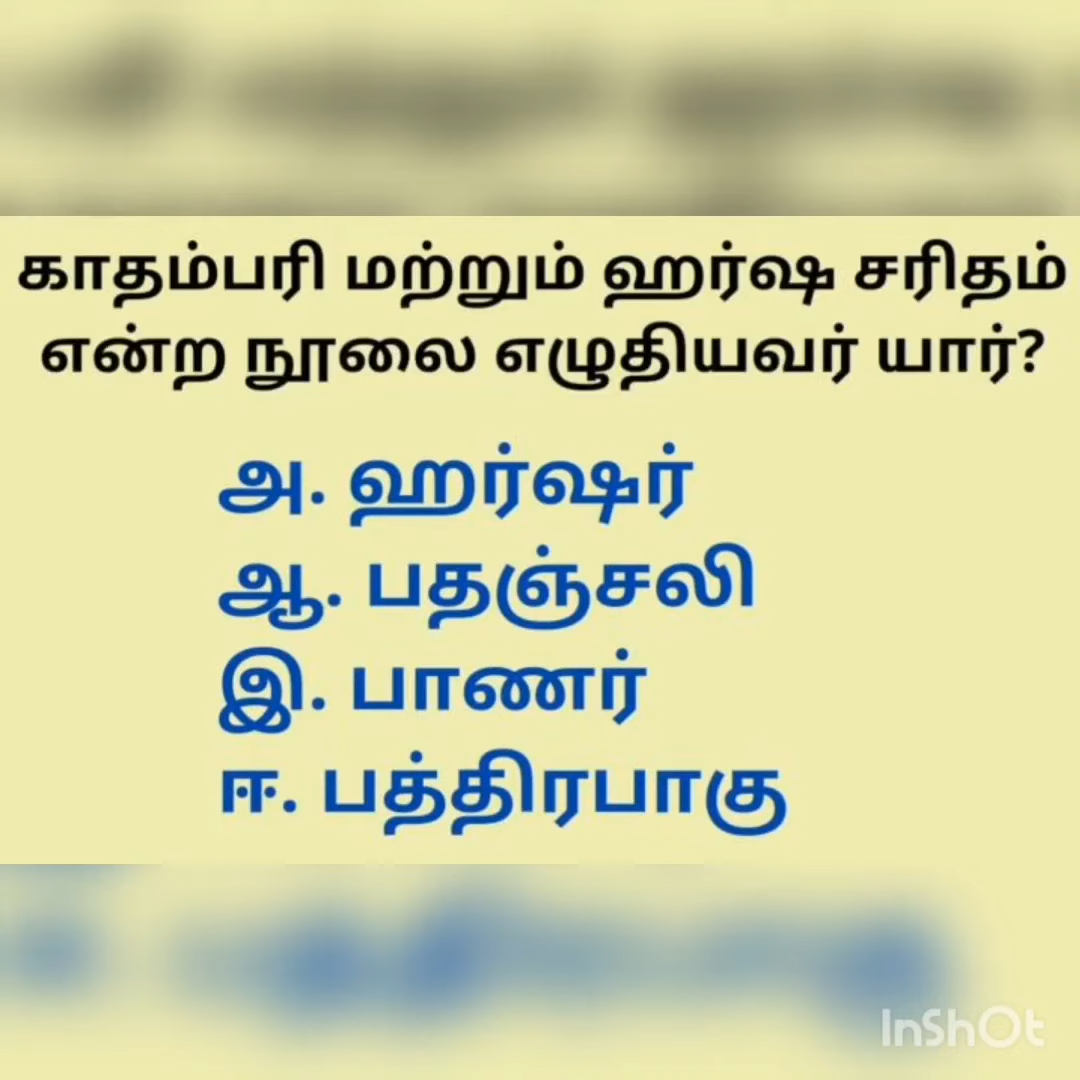 காதம்பரி மற்றும் ஹர்ஷ சரிதம்
என்ற நூலை எழுதியவர் யார்?
அ. ஹர்ஷர்
ஆ. பதஞ்சலி
இ. பாணர்
ஈ. பத்திரபாகு
InShOt